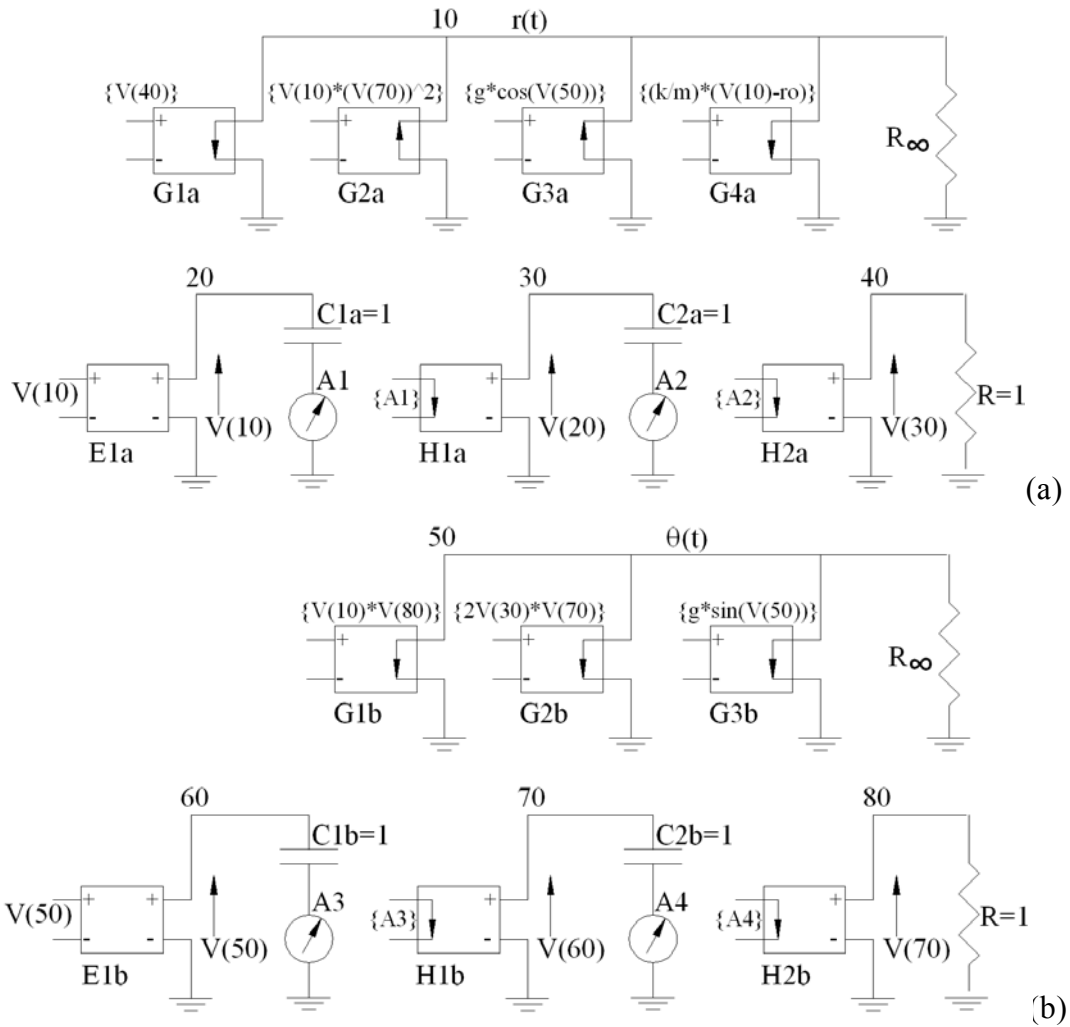 10 r(t)
{V(40)} {V(10)*(V(70))^2} {g*cos(V(50))} {(k/m)*(V(10)-ro)}
+ + + +
- - - -
R∞
G1a G2a G3a G4a
20 30 40
C1a=1 C2a=1
V(10) + + A1 {A1} + A2 {A2} + R=1
- - V(10) - V(20) - V(30)
E1a H1a H2a
(a)
50 θ(t)
{V(10)*V(80)} {2V(30)*V(70)} {g*sin(V(50))}
+ + +
- - -
R∞
G1b G2b G3b
60 70 80
C1b=1 C2b=1
V(50) + + A3 {A3} + A4 {A4} + R=1
- - V(50) - V(60) - V(70)
E1b H1b H2b
(b)